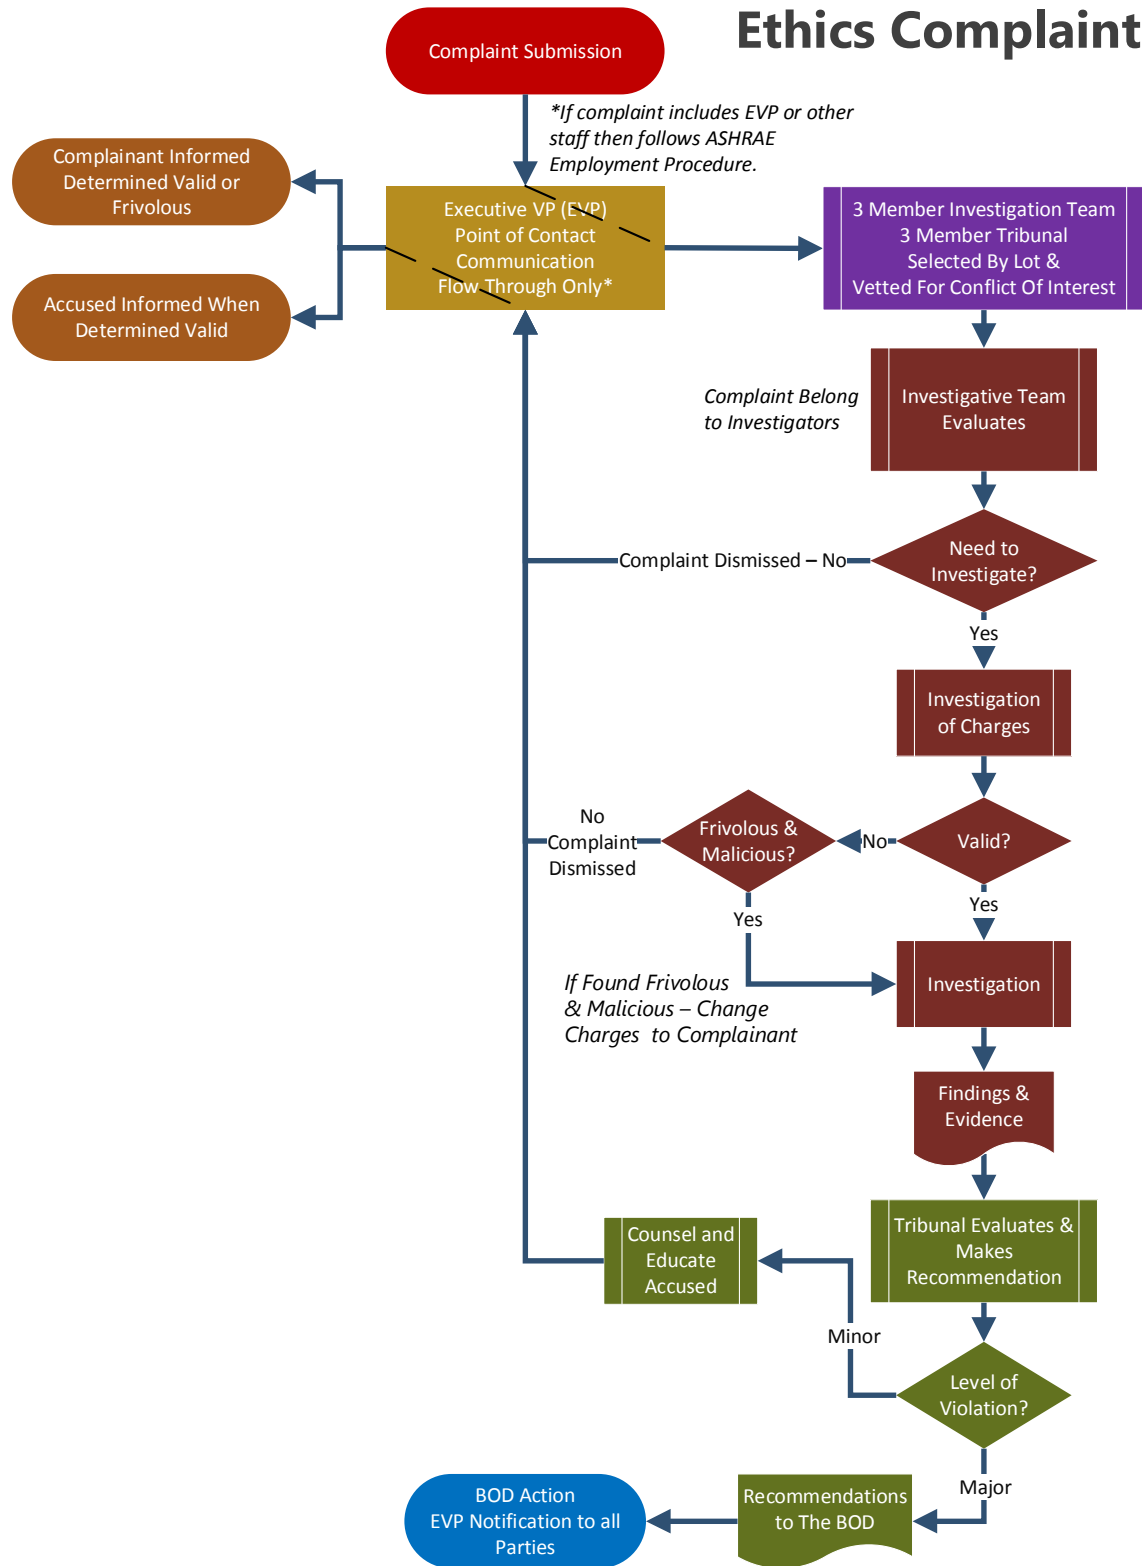 Ethics Complaint
Complaint Submission
*If complaint includes EVP or other
staff then follows ASHRAE
Employment Procedure.
Complainant Informed
Determined Valid or
Frivolous
Accused Informed When
Determined Valid
Executive VP (EVP)
Point of Contact
Communication
Flow Through Only*
3 Member Investigation Team
3 Member Tribunal
Selected By Lot &
Vetted For Conflict Of Interest
Complaint Belong
to Investigators
Investigative Team
Evaluates
Need to
Investigate?
Complaint Dismissed – No
Yes
Investigation
of Charges
Valid?
No
Frivolous &
Malicious?
No
Complaint
Dismissed
Yes
Yes
If Found Frivolous
& Malicious – Change
Charges to Complainant
Investigation
Findings &
Evidence
Tribunal Evaluates &
Makes
Recommendation
Counsel and
Educate
Accused
Minor
Level of
Violation?
Major
Recommendations
to The BOD
BOD Action
EVP Notification to all
Parties